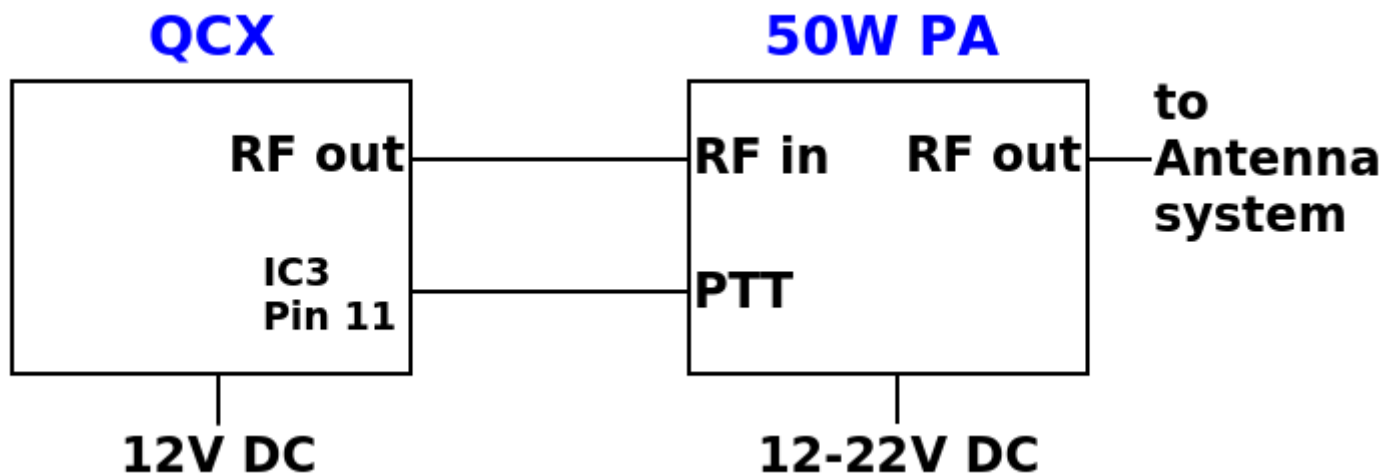 QCX
50W PA
RF out
IC3
Pin 11
12V DC
RF in
RF out
PTT
12-22V DC
to
Antenna
system